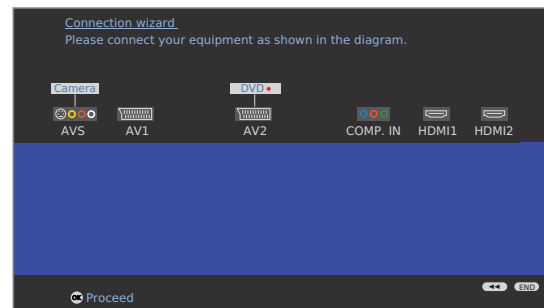 Connection wizard
Please connect your equipment as shown in the diagram.
Camera DVD
AVS AV1 AV2 COMP. IN HDMI1 HDMI2
END
OK Proceed